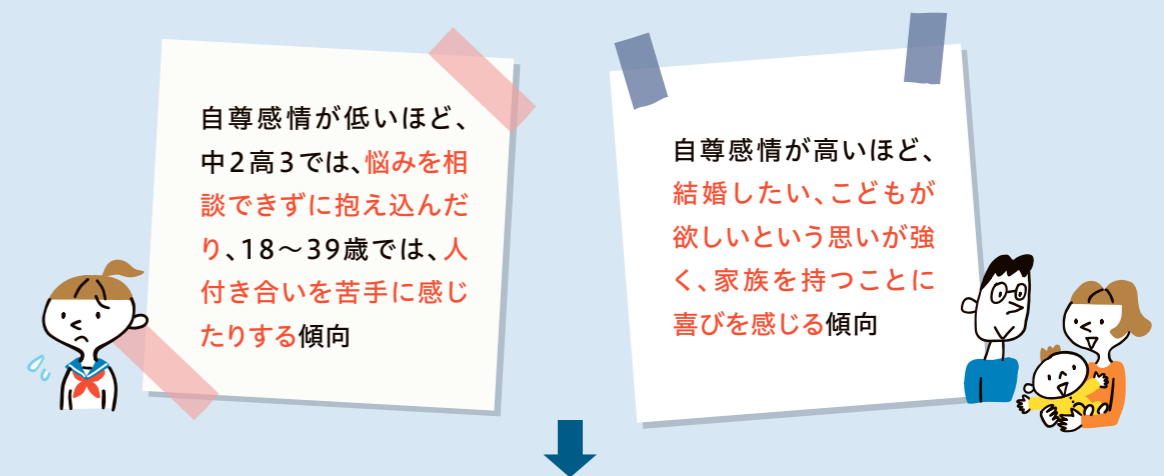 自尊感情が低いほど、
中2高3では、悩みを相
談できずに抱え込んだ
り、18～39歳では、人
付き合いを苦手に感じ
たりする傾向
自尊感情が高いほど、
結婚したい、こどもが
欲しいという思いが強
く、家族を持つことに
喜びを感じる傾向